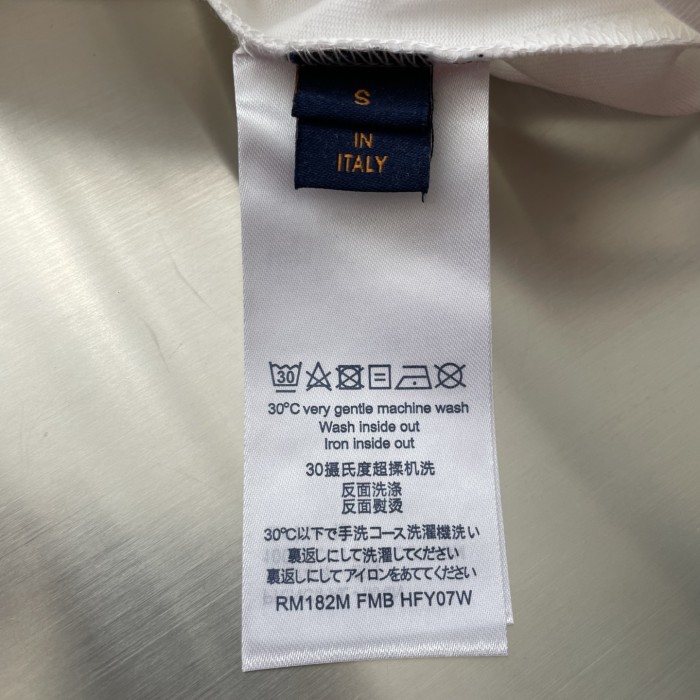 S
IN
ITALY
30
30°C very gentle machine wash
Wash inside out
Iron inside out
30摄氏度超揉机洗
反面洗涤
反面熨烫
30℃以下で手洗コース洗濯機洗い
裏返しにして洗濯してください
裏返しにしてアイロンをあててください
RM182M FMB HFY07W